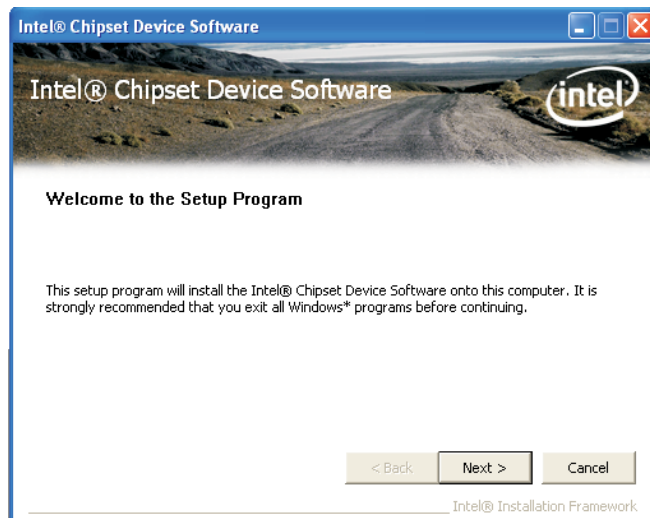 Intel® Chipset Device Software
Intel® Chipset Device Software
intel®
Welcome to the Setup Program
This setup program will install the Intel® Chipset Device Software onto this computer. It is
strongly recommended that you exit all Windows* programs before continuing.
< Back Next > Cancel
Intel® Installation Framework